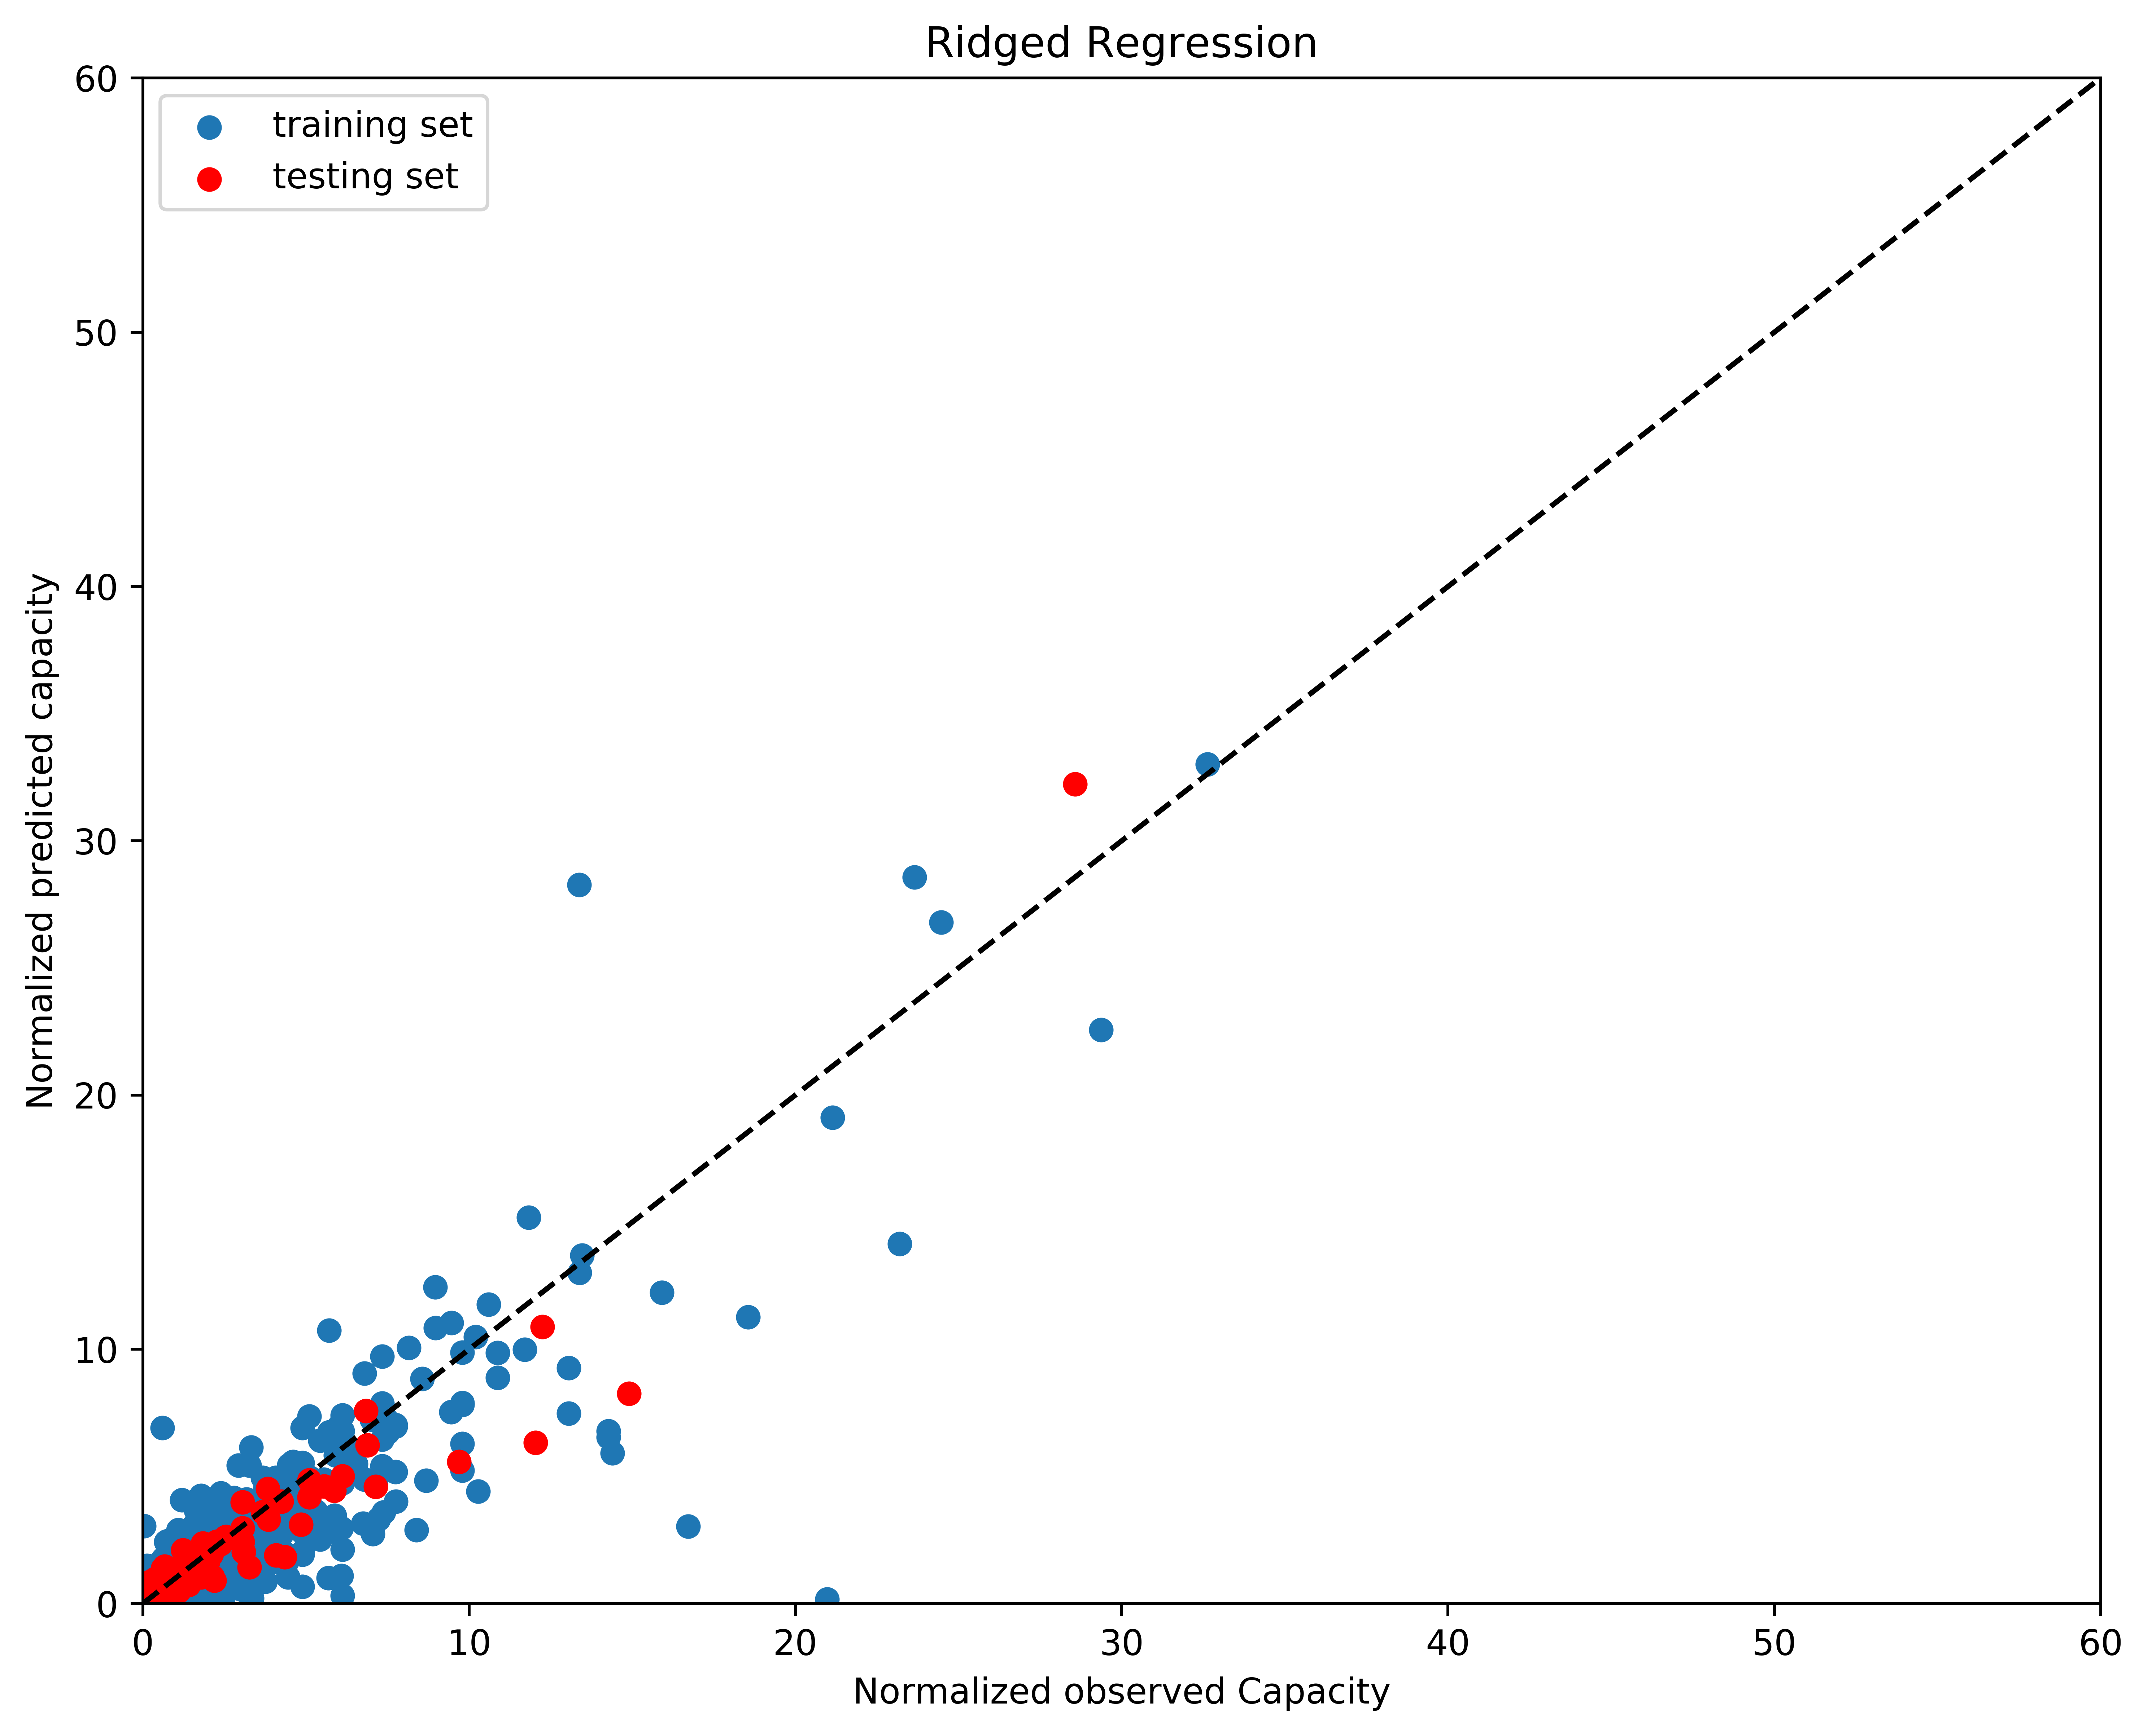 Ridged Regression
training set
testing set
Normalized predicted capacity
60
50
40
30
20
10
0
0 10 20 30 40 50 60
Normalized observed Capacity